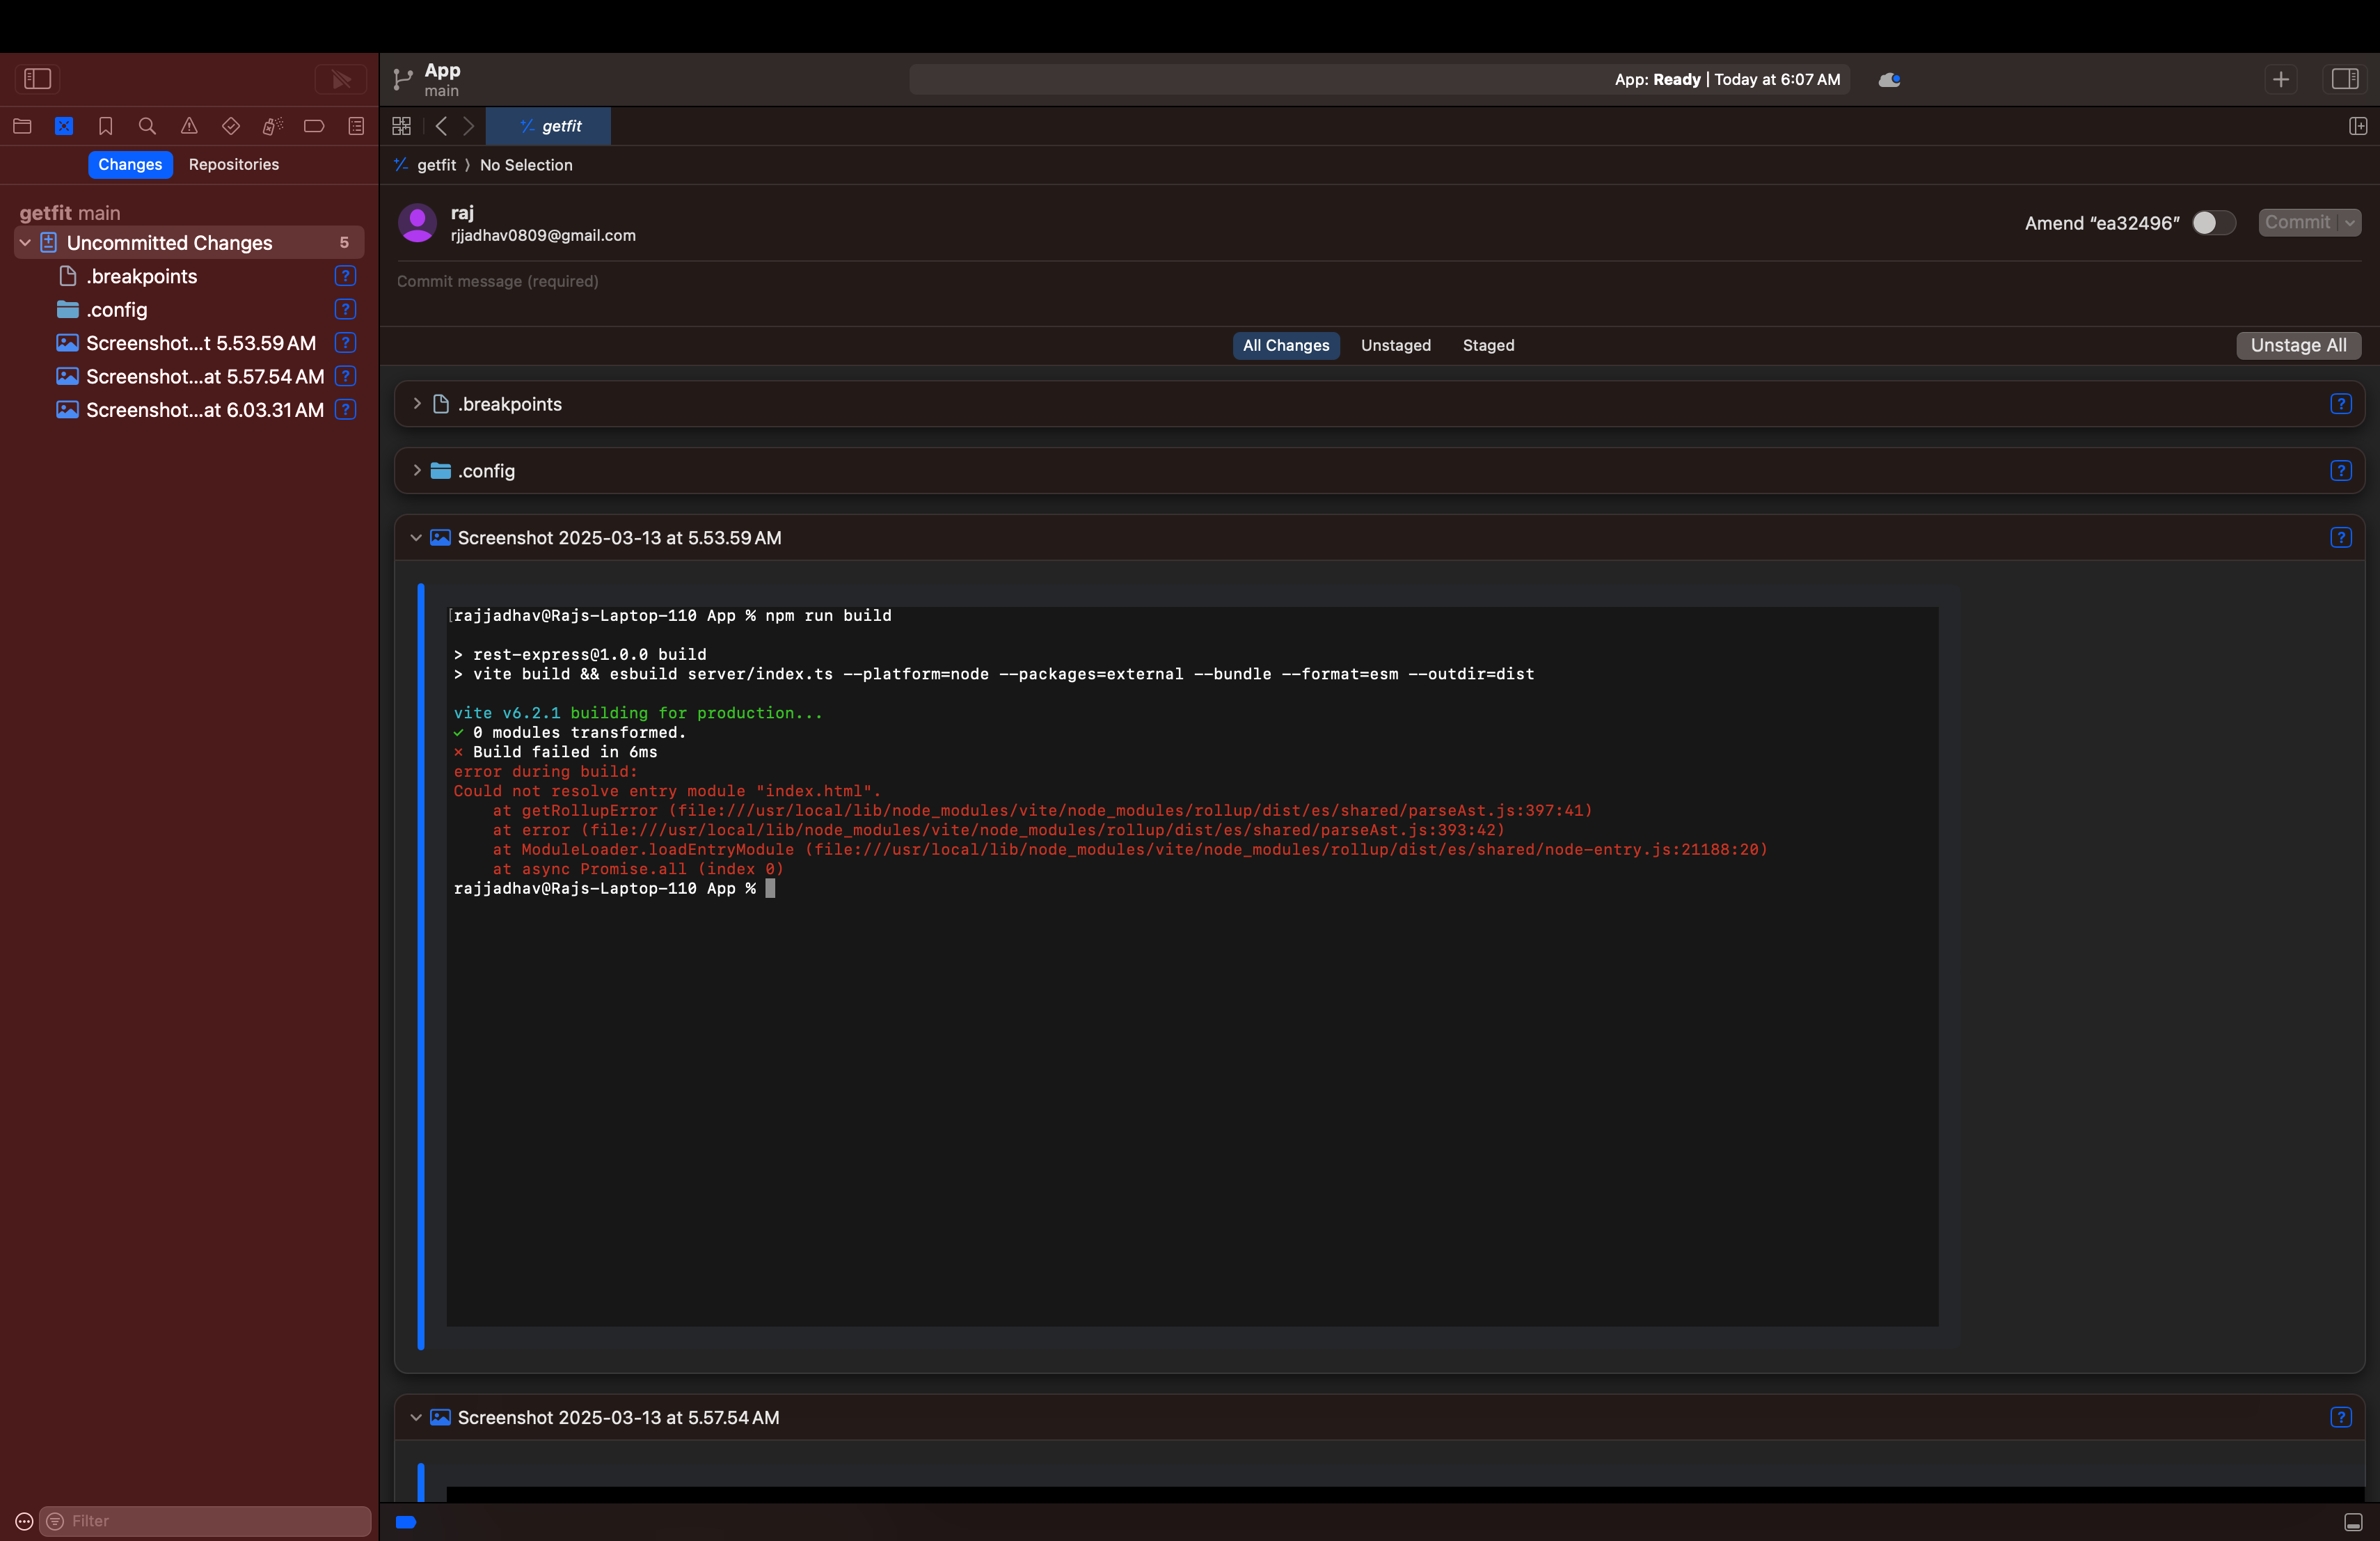 App
main
App: Ready | Today at 6:07 AM
getfit
Changes
Repositories
getfit 〉 No Selection
getfit main
Uncommitted Changes 5
.breakpoints ?
.config ?
Screenshot...t 5.53.59 AM ?
Screenshot...at 5.57.54 AM ?
Screenshot...at 6.03.31 AM ?
Filter
raj
rjjadhav0809@gmail.com
Amend “ea32496”
Commit
Commit message (required)
All Changes
Unstaged
Staged
Unstage All
.breakpoints ?
.config ?
Screenshot 2025-03-13 at 5.53.59 AM ?
[rajjadhav@Rajs-Laptop-110 App % npm run build
> rest-express@1.0.0 build
> vite build && esbuild server/index.ts --platform=node --packages=external --bundle --format=esm --outdir=dist
vite v6.2.1 building for production...
✓ 0 modules transformed.
× Build failed in 6ms
error during build:
Could not resolve entry module "index.html".
at getRollupError (file:///usr/local/lib/node_modules/vite/node_modules/rollup/dist/es/shared/parseAst.js:397:41)
at error (file:///usr/local/lib/node_modules/vite/node_modules/rollup/dist/es/shared/parseAst.js:393:42)
at ModuleLoader.loadEntryModule (file:///usr/local/lib/node_modules/vite/node_modules/rollup/dist/es/shared/node-entry.js:21188:20)
at async Promise.all (index 0)
rajjadhav@Rajs-Laptop-110 App %
Screenshot 2025-03-13 at 5.57.54 AM ?